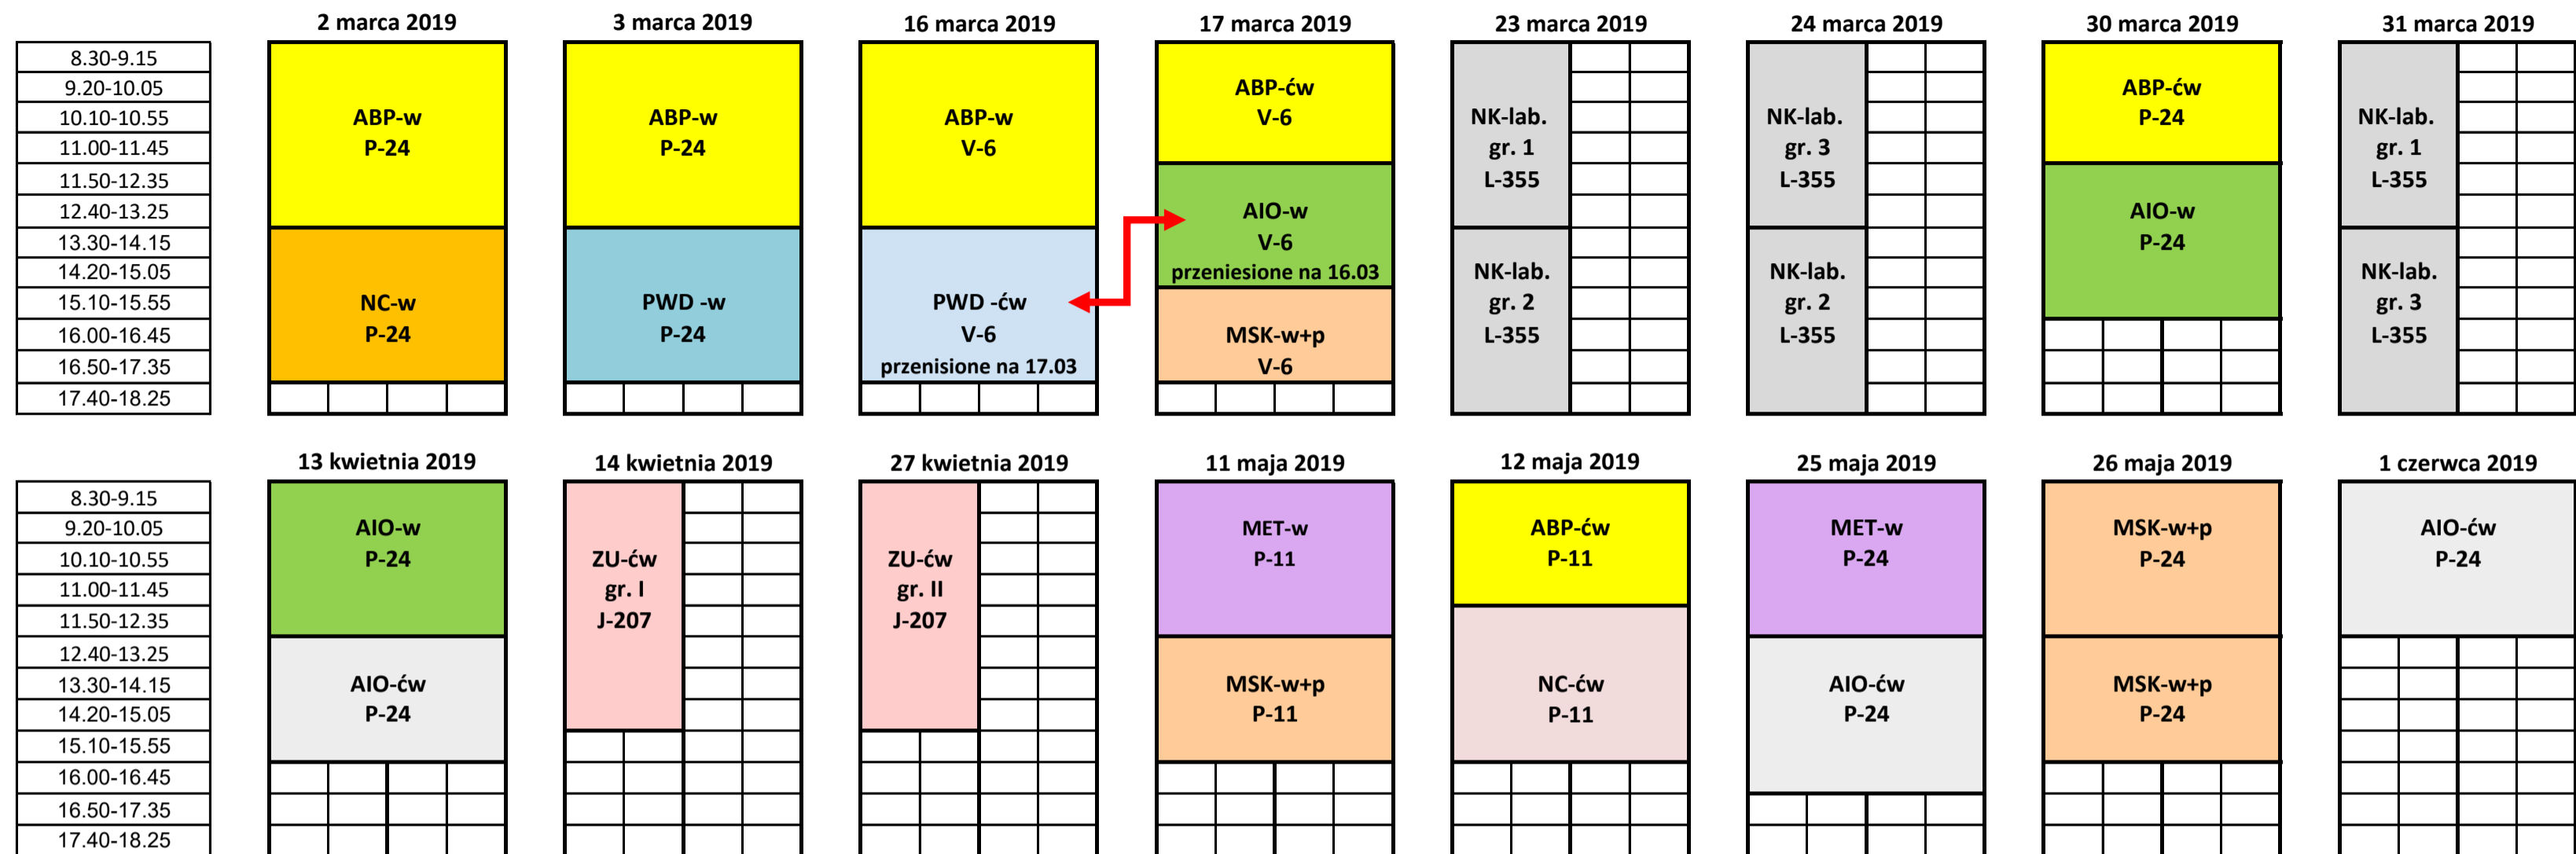 2 marca 2019
3 marca 2019
16 marca 2019
17 marca 2019
23 marca 2019
24 marca 2019
30 marca 2019
31 marca 2019
8.30-9.15
9.20-10.05
10.10-10.55
11.00-11.45
11.50-12.35
12.40-13.25
13.30-14.15
14.20-15.05
15.10-15.55
16.00-16.45
16.50-17.35
17.40-18.25
ABP-w
P-24
NC-w
P-24
ABP-w
P-24
PWD -w
P-24
ABP-w
V-6
PWD -ćw
V-6
przenisione na 17.03
ABP-ćw
V-6
AIO-w
V-6
przeniesione na 16.03
MSK-w+p
V-6
NK-lab.
gr. 1
L-355
NK-lab.
gr. 2
L-355
NK-lab.
gr. 3
L-355
NK-lab.
gr. 2
L-355
ABP-ćw
P-24
AIO-w
P-24
NK-lab.
gr. 1
L-355
NK-lab.
gr. 3
L-355
13 kwietnia 2019
14 kwietnia 2019
27 kwietnia 2019
11 maja 2019
12 maja 2019
25 maja 2019
26 maja 2019
1 czerwca 2019
8.30-9.15
9.20-10.05
10.10-10.55
11.00-11.45
11.50-12.35
12.40-13.25
13.30-14.15
14.20-15.05
15.10-15.55
16.00-16.45
16.50-17.35
17.40-18.25
AIO-w
P-24
AIO-ćw
P-24
ZU-ćw
gr. I
J-207
ZU-ćw
gr. II
J-207
MET-w
P-11
MSK-w+p
P-11
ABP-ćw
P-11
NC-ćw
P-11
MET-w
P-24
AIO-ćw
P-24
MSK-w+p
P-24
MSK-w+p
P-24
AIO-ćw
P-24